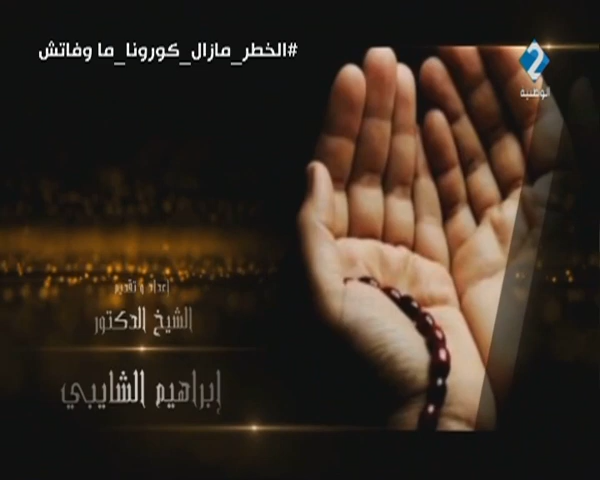 #الخطر_مازال_كورونا_ما وفاتش
2
الوطنية
إعداد و تقديم
الشيخ الدكتور
إبراهيم الشايبي